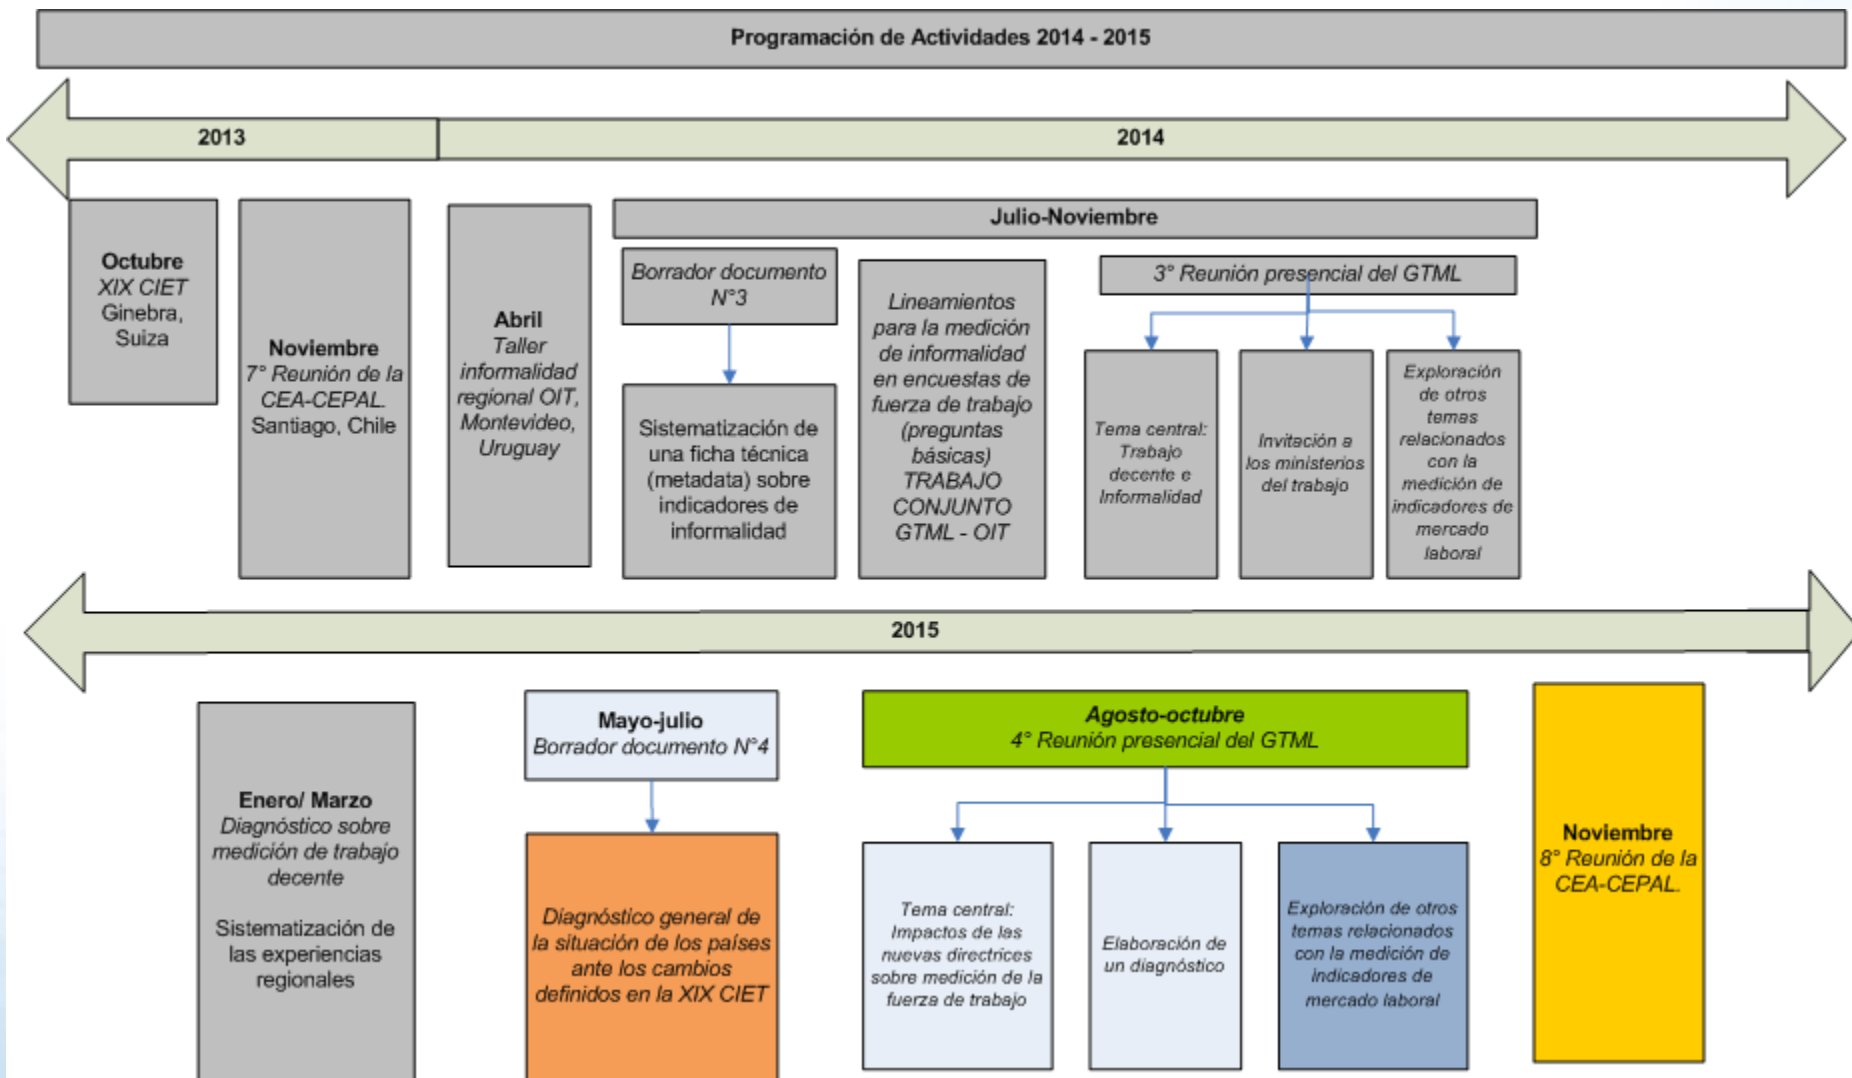 Programación de Actividades 2014 - 2015
2013
2014
Octubre
XIX CIET
Ginebra,
Suiza
Noviembre
7° Reunión de la
CEA-CEPAL.
Santiago, Chile
Abril
Taller
informalidad
regional OIT,
Montevideo,
Uruguay
Julio-Noviembre
Borrador documento
N°3
Sistematización de
una ficha técnica
(metadata) sobre
indicadores de
informalidad
Lineamientos
para la medición
de informalidad
en encuestas de
fuerza de trabajo
(preguntas
básicas)
TRABAJO
CONJUNTO
GTML - OIT
3° Reunión presencial del GTML
Tema central:
Trabajo
decente e
Informalidad
Invitación a
los ministerios
del trabajo
Exploración
de otros
temas
relacionados
con la
medición de
indicadores de
mercado
laboral
2015
Enero/ Marzo
Diagnóstico sobre
medición de trabajo
decente
Sistematización de
las experiencias
regionales
Mayo-julio
Borrador documento N°4
Diagnóstico general de
la situación de los países
ante los cambios
definidos en la XIX CIET
Agosto-octubre
4° Reunión presencial del GTML
Tema central:
Impactos de las
nuevas directrices
sobre medición de la
fuerza de trabajo
Elaboración de
un diagnóstico
Exploración de otros
temas relacionados
con la medición de
indicadores de
mercado laboral
Noviembre
8° Reunión de la
CEA-CEPAL.